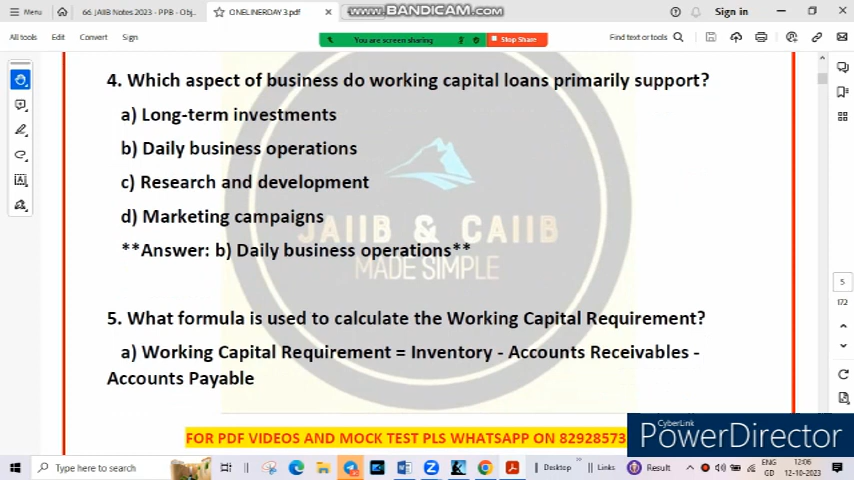 Menu
66. JAIIB Notes 2023 - PPB - Obj...
ONELINERDAY 3.pdf
www.BANDICAM.com
Sign in
All tools Edit Convert Sign
You are screen sharing
Stop Share
Find text or tools
4. Which aspect of business do working capital loans primarily support?
a) Long-term investments
b) Daily business operations
c) Research and development
d) Marketing campaigns
**Answer: b) Daily business operations**
JAIIB & CAIIB
MADE SIMPLE
5. What formula is used to calculate the Working Capital Requirement?
a) Working Capital Requirement = Inventory - Accounts Receivables -
Accounts Payable
5
172
FOR PDF VIDEOS AND MOCK TEST PLS WHATSAPP ON 82928573
CyberLink
PowerDirector
Type here to search
Desktop
Links
Result
ENG
GD
12:06
12-10-2023